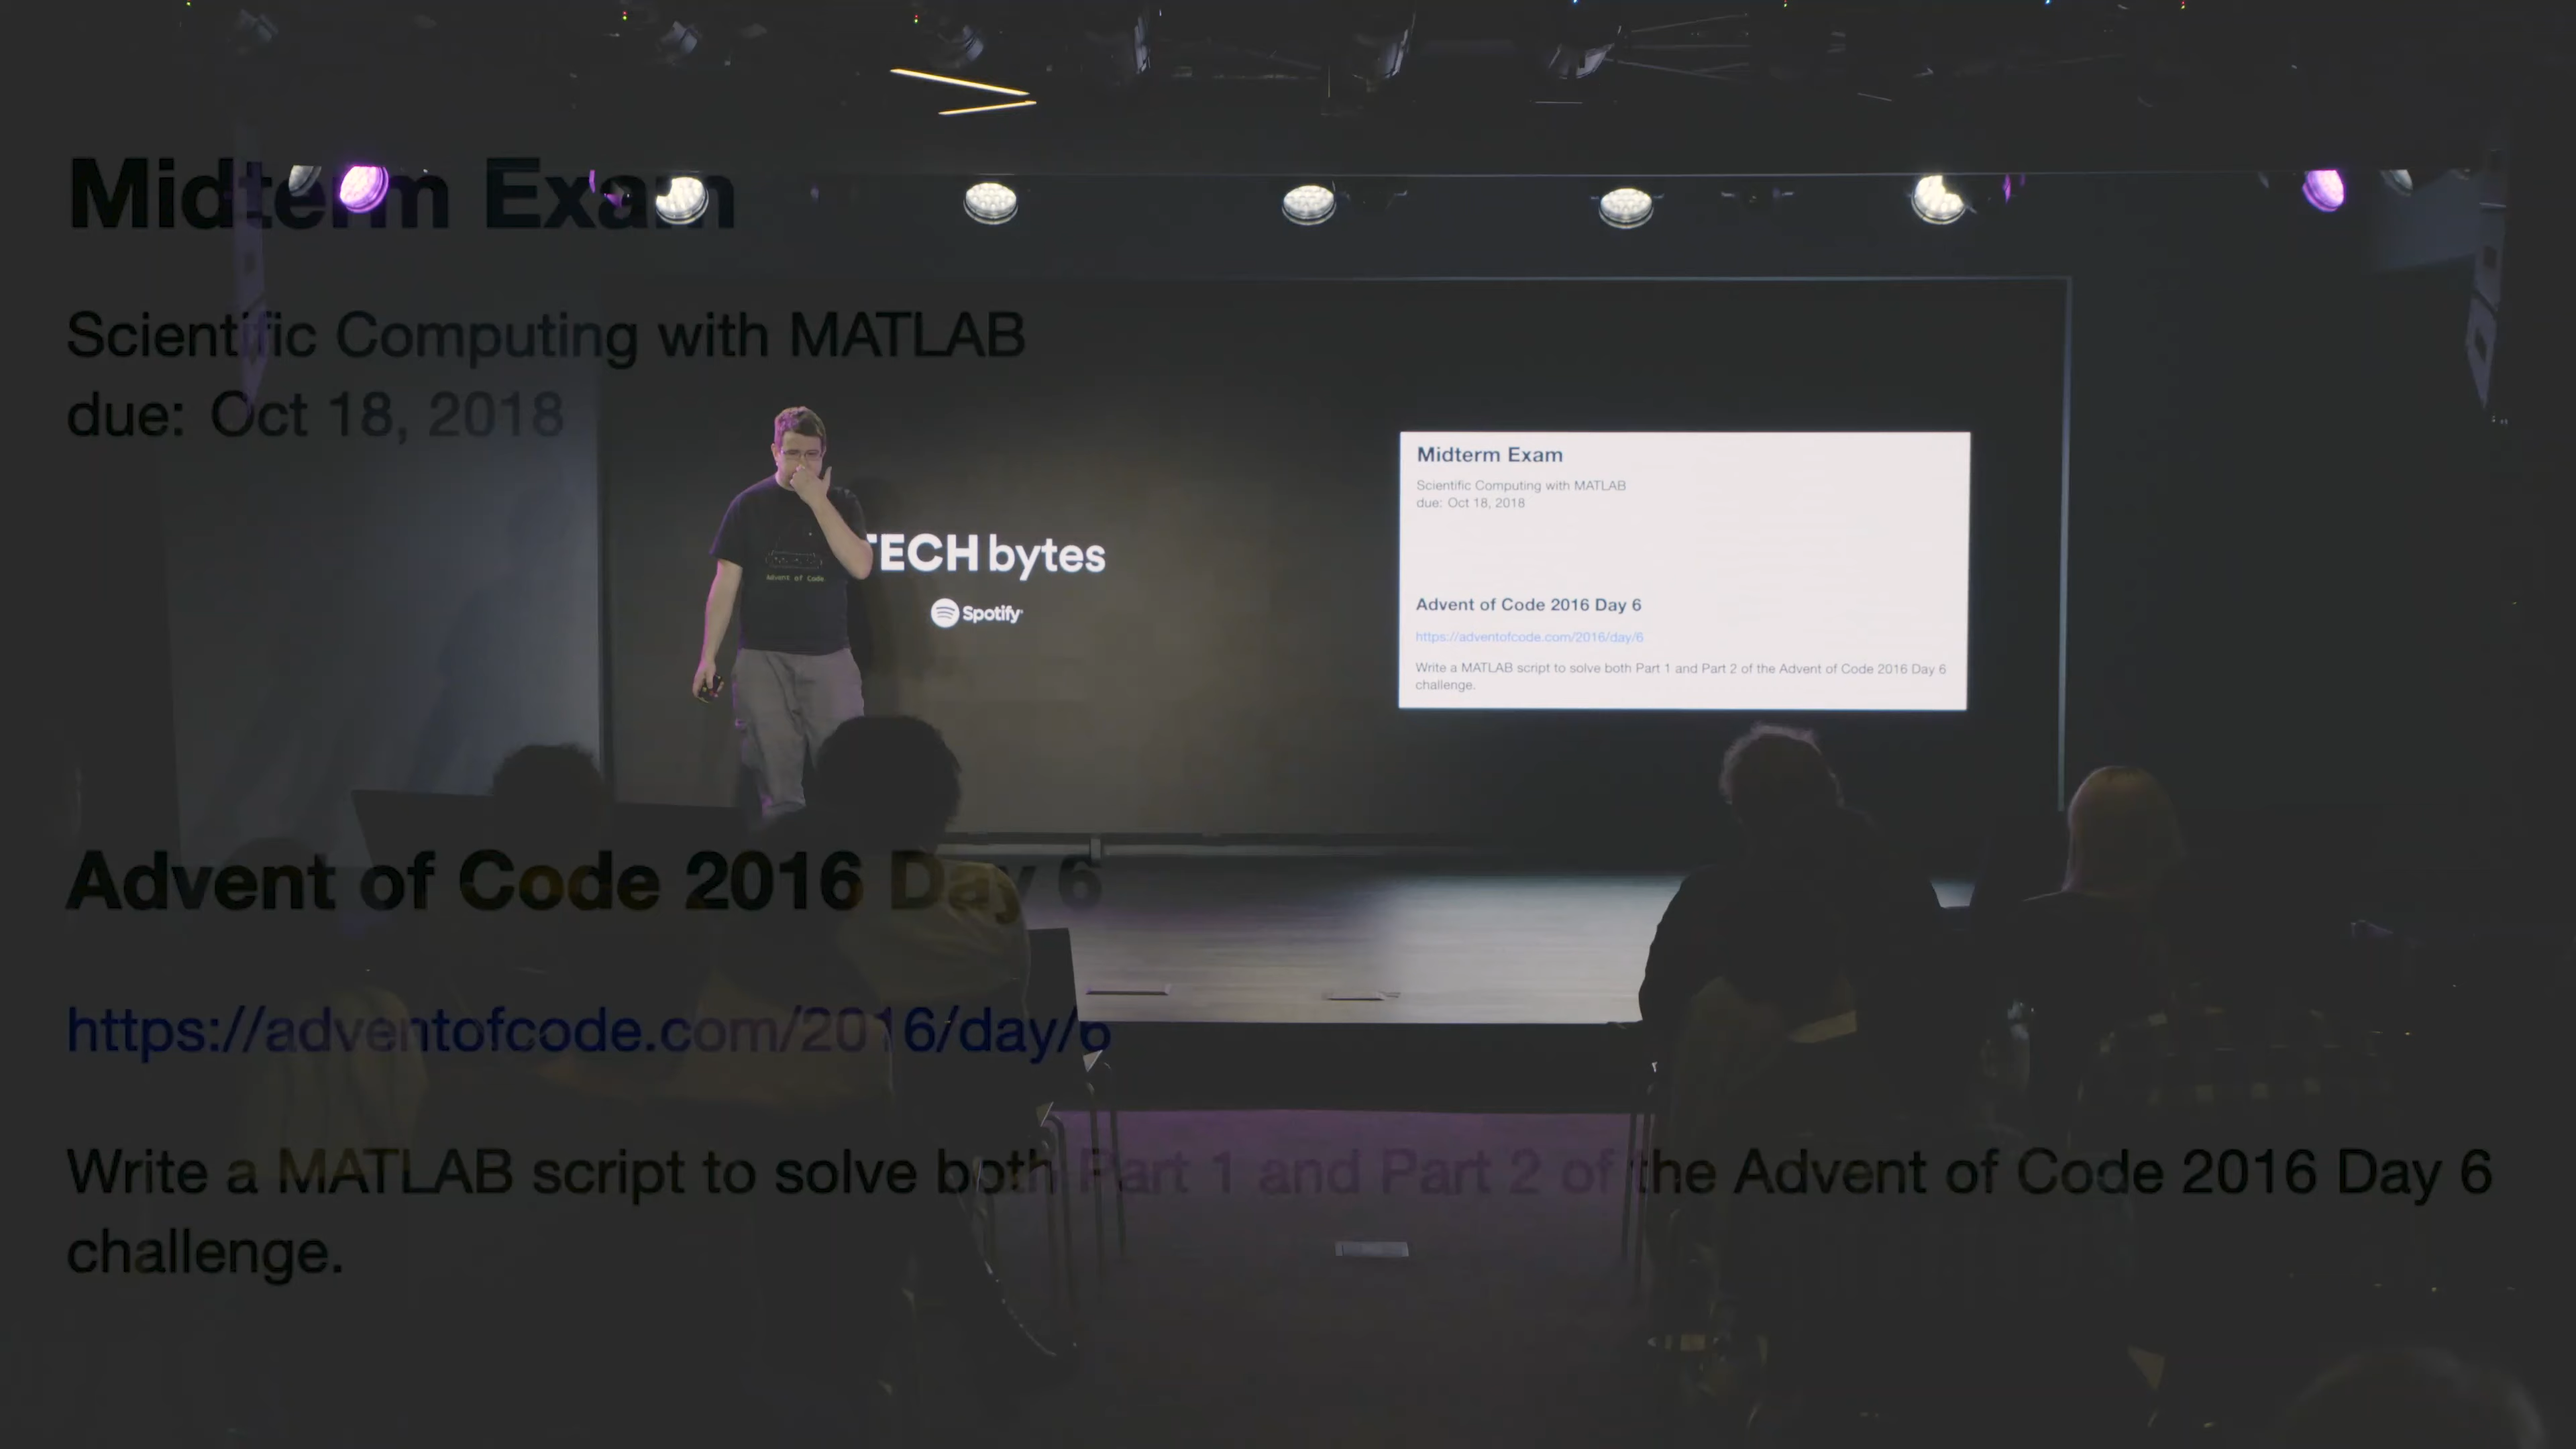 Midterm Exam
Scientific Computing with MATLAB
due: Oct 18, 2018
Advent of Code 2016 Day 6
https://adventofcode.com/2016/day/6
Write a MATLAB script to solve both Part 1 and Part 2 of the Advent of Code 2016 Day 6
challenge.
Advent of Code
TECH bytes
Spotify
Midterm Exam
Scientific Computing with MATLAB
due: Oct 18, 2018
Advent of Code 2016 Day 6
https://adventofcode.com/2016/day/6
Write a MATLAB script to solve both Part 1 and Part 2 of the Advent of Code 2016 Day 6
challenge.